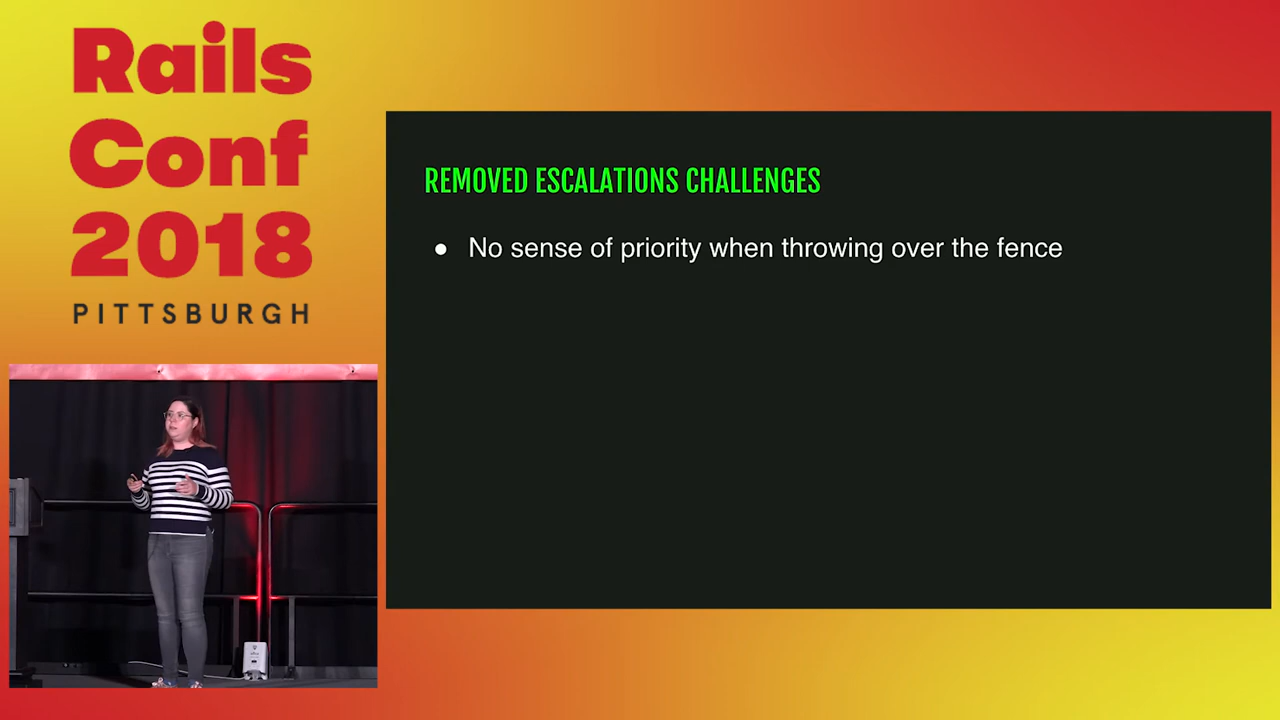 Rails
Conf
2018
PITTSBURGH
REMOVED ESCALATIONS CHALLENGES
● No sense of priority when throwing over the fence